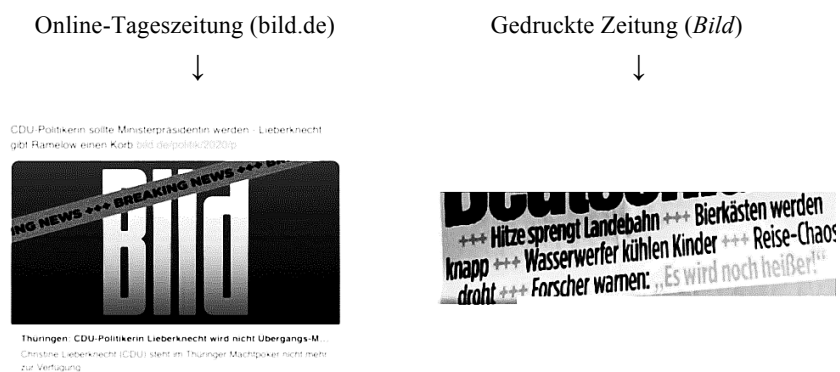 Online-Tageszeitung (bild.de)
↓
CDU-Politikerin sollte Ministerpräsidentin werden - Lieberknecht
gibt Ramelow einen Korb bild.de/politik/2020/p
NG NEWS +++ BREAKING NEWS +++ BR
Bild
Thüringen: CDU-Politikerin Lieberknecht wird nicht Übergangs-M...
Christine Lieberknecht (CDU) steht im Thüringer Machtpoker nicht mehr
zur Verfügung
Gedruckte Zeitung (Bild)
↓
+++ Hitze sprengt Landebahn +++ Bierkästen werden
knapp +++ Wasserwerfer kühlen Kinder +++ Reise-Chaos
droht +++ Forscher warnen: „Es wird noch heißer!“